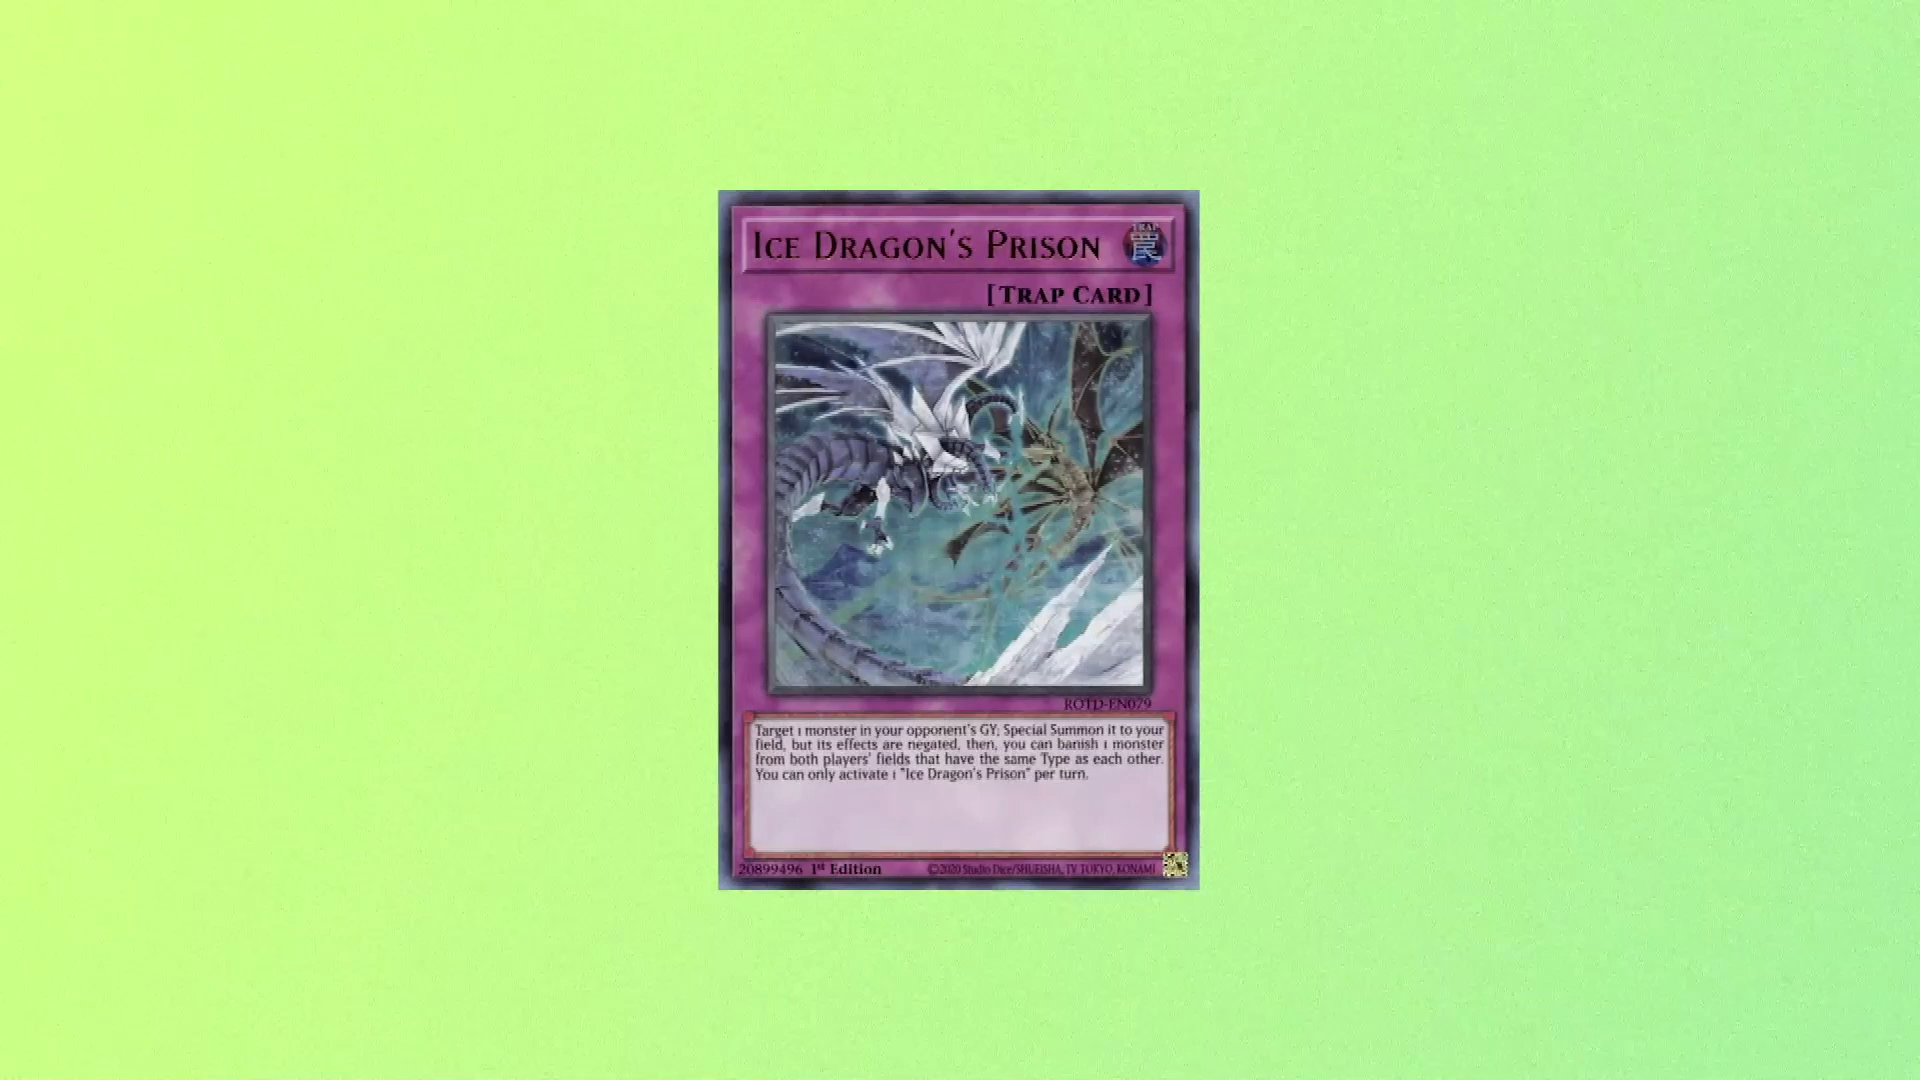 ICE DRAGON'S PRISON
TRAP
罠
[TRAP CARD]
ROTD-EN079
Target 1 monster in your opponent's GY; Special Summon it to your
field, but its effects are negated, then, you can banish 1 monster
from both players' fields that have the same Type as each other.
You can only activate 1 "Ice Dragon's Prison" per turn.
20899496 1st Edition ©2020 Studio Dice/SHUEISHA, TV TOKYO, KONAMI